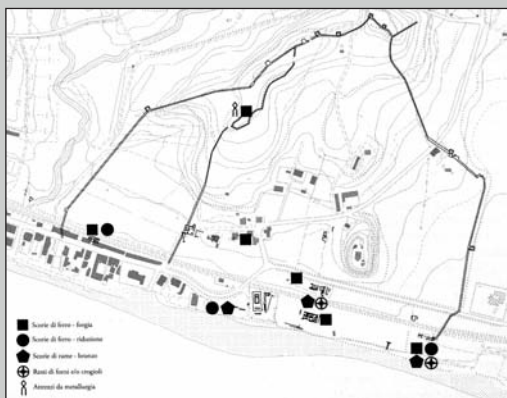 Scorie di ferro - forgia
Scorie di ferro - riduzione
Scorie di rame - bronzo
Resti di forni e/o crogioli
Attrezzi da metallurgia